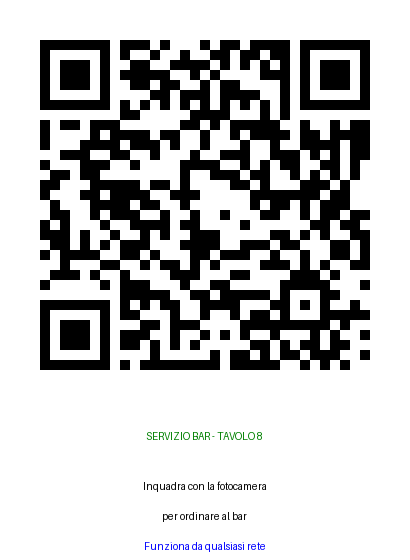 SERVIZIO BAR - TAVOLO 8
Inquadra con la fotocamera
per ordinare al bar
Funziona da qualsiasi rete